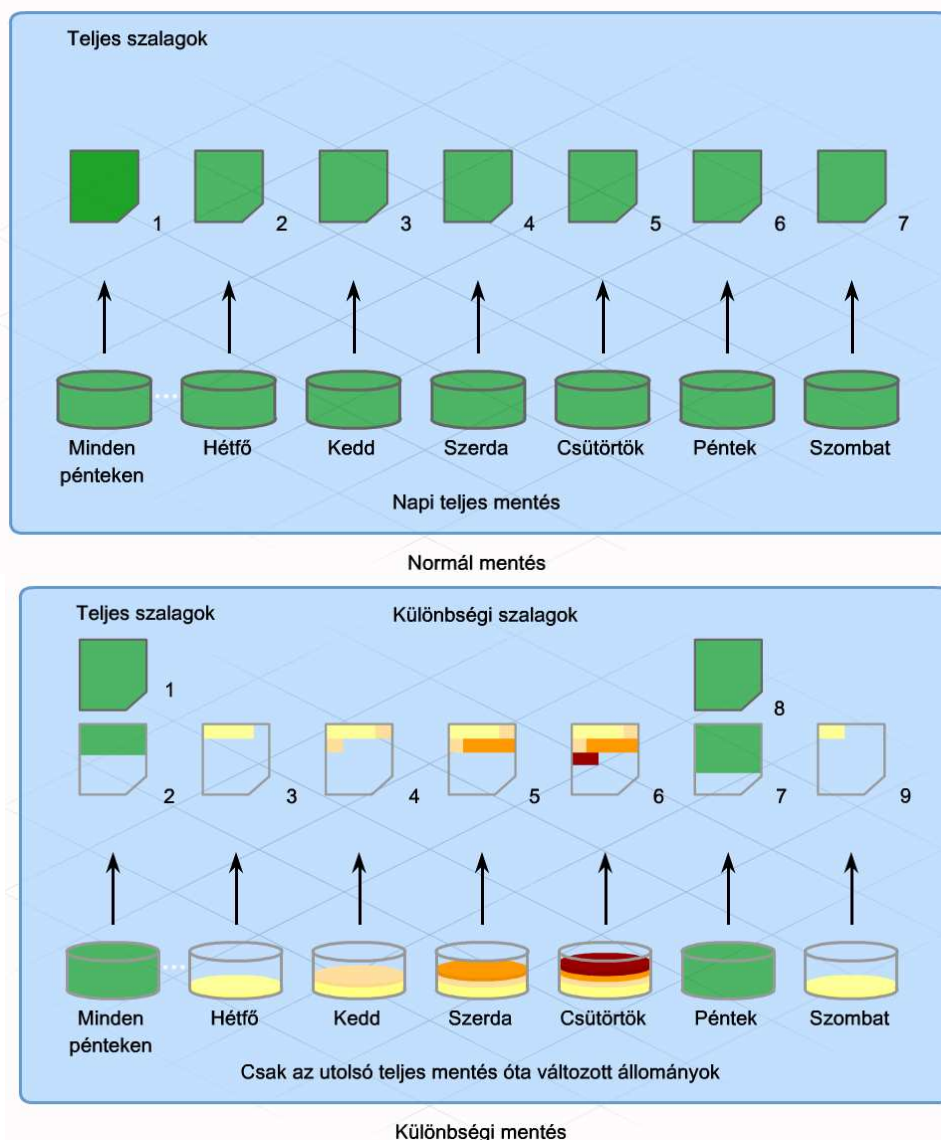 Teljes szalagok
1 2 3 4 5 6 7
Minden Hétfő Kedd Szerda Csütörtök Péntek Szombat
pénteken
Napi teljes mentés
Normál mentés
Teljes szalagok Különbségi szalagok
1 8
2 3 4 5 6 7 9
Minden Hétfő Kedd Szerda Csütörtök Péntek Szombat
pénteken
Csak az utolsó teljes mentés óta változott állományok
Különbségi mentés